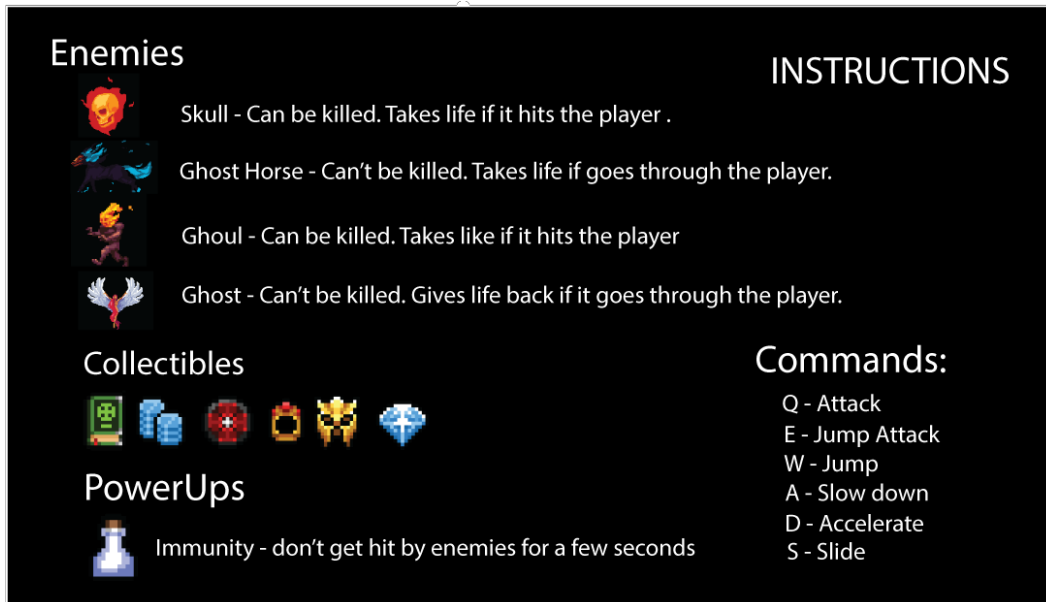 Enemies
INSTRUCTIONS
Skull - Can be killed. Takes life if it hits the player .
Ghost Horse - Can't be killed. Takes life if goes through the player.
Ghoul - Can be killed. Takes like if it hits the player
Ghost - Can't be killed. Gives life back if it goes through the player.
Collectibles
PowerUps
Immunity - don't get hit by enemies for a few seconds
Commands:
Q - Attack
E - Jump Attack
W - Jump
A - Slow down
D - Accelerate
S - Slide